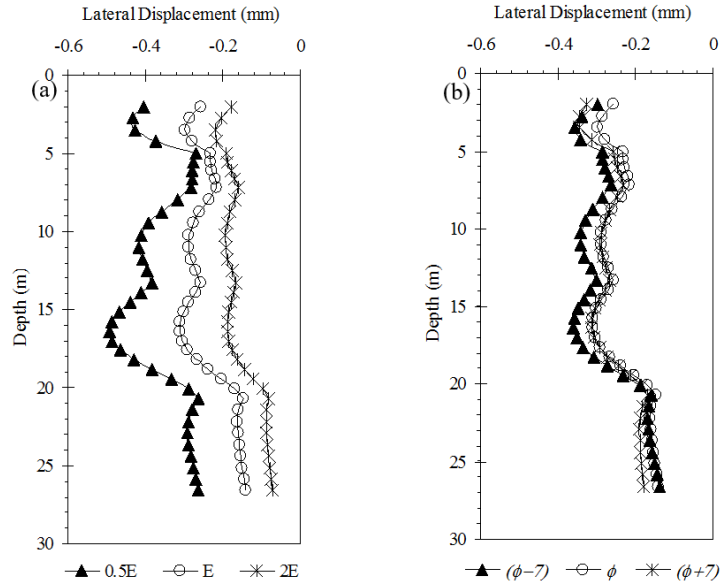 Lateral Displacement (mm)
-0.6 -0.4 -0.2 0
(a)
0
5
10
15
20
25
30
Depth (m)
0.5E E 2E
Lateral Displacement (mm)
-0.6 -0.4 -0.2 0
(b)
0
5
10
15
20
25
30
Depth (m)
(ϕ−7) ϕ (ϕ+7)